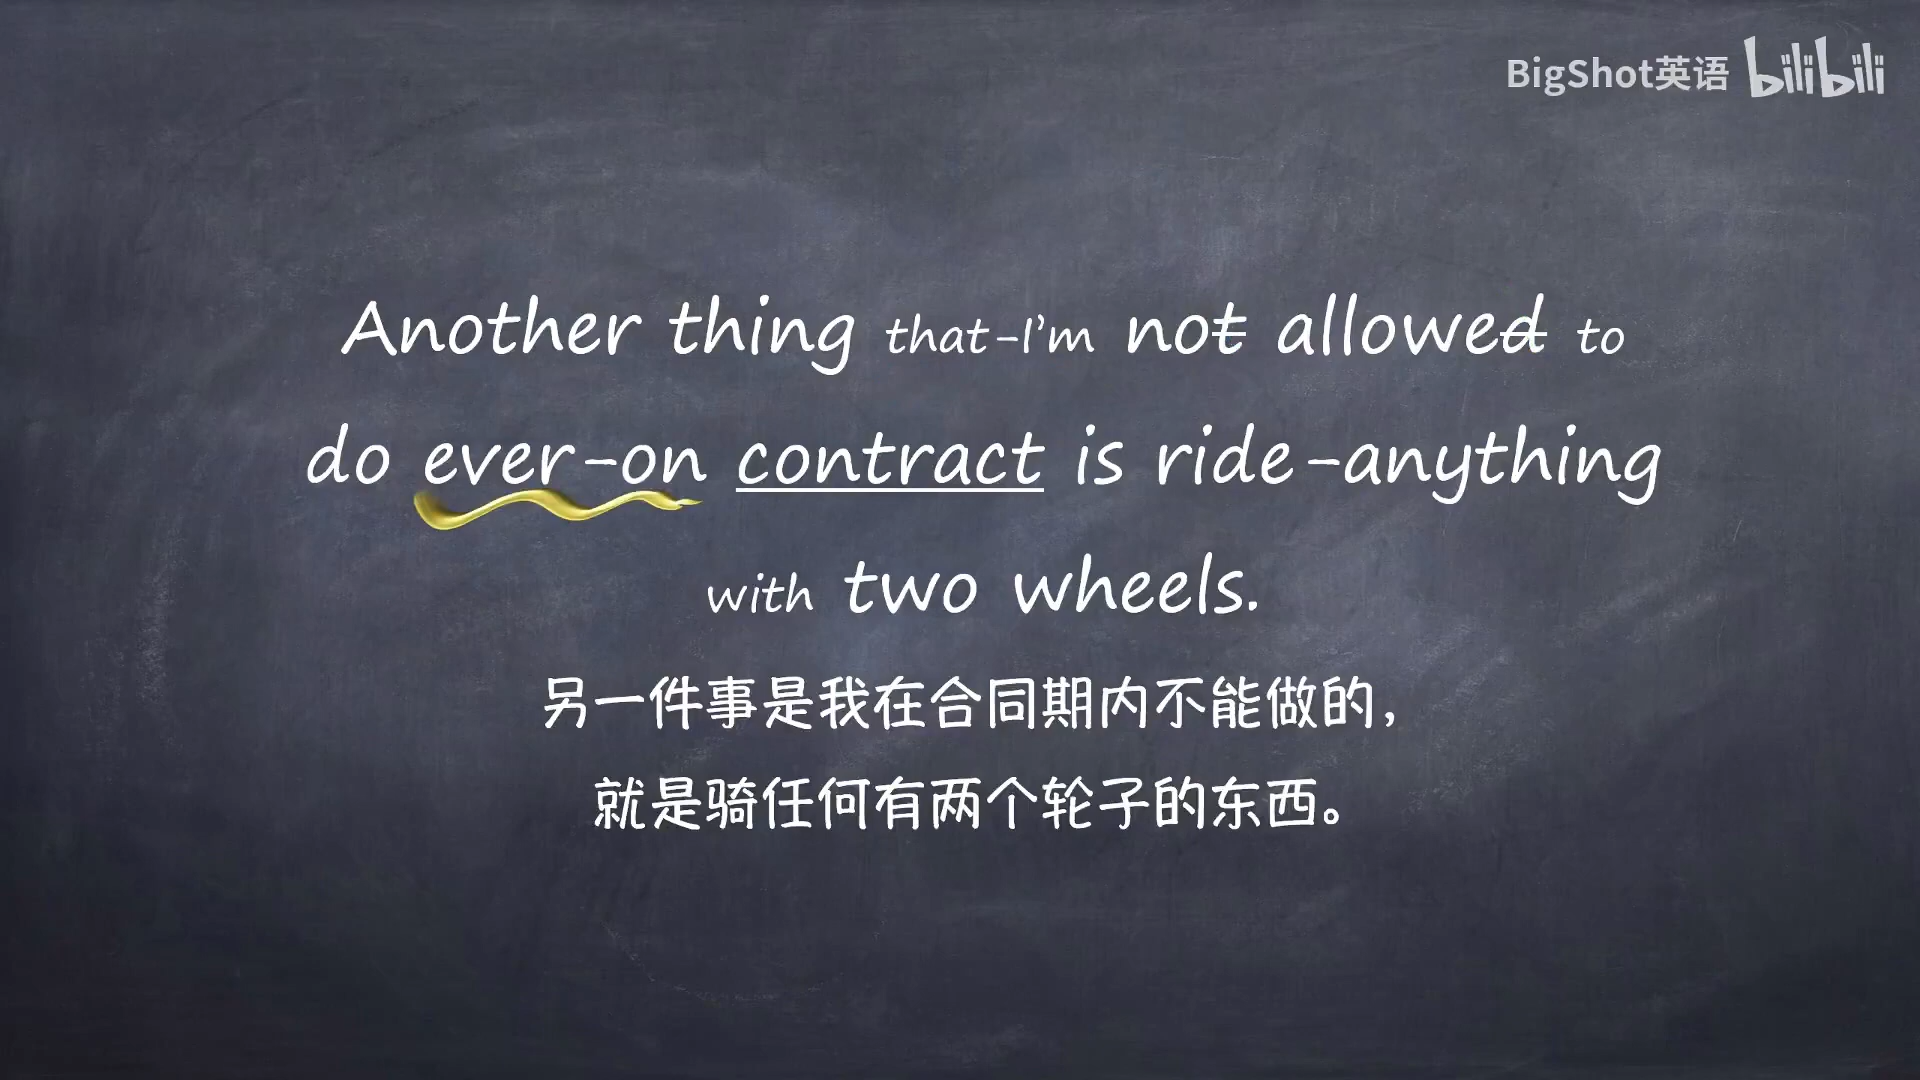 BigShot英语 bilibili
Another thing that-I'm not allowed to
do ever-on contract is ride-anything
with two wheels.
另一件事是我在合同期内不能做的，
就是骑任何有两个轮子的东西。